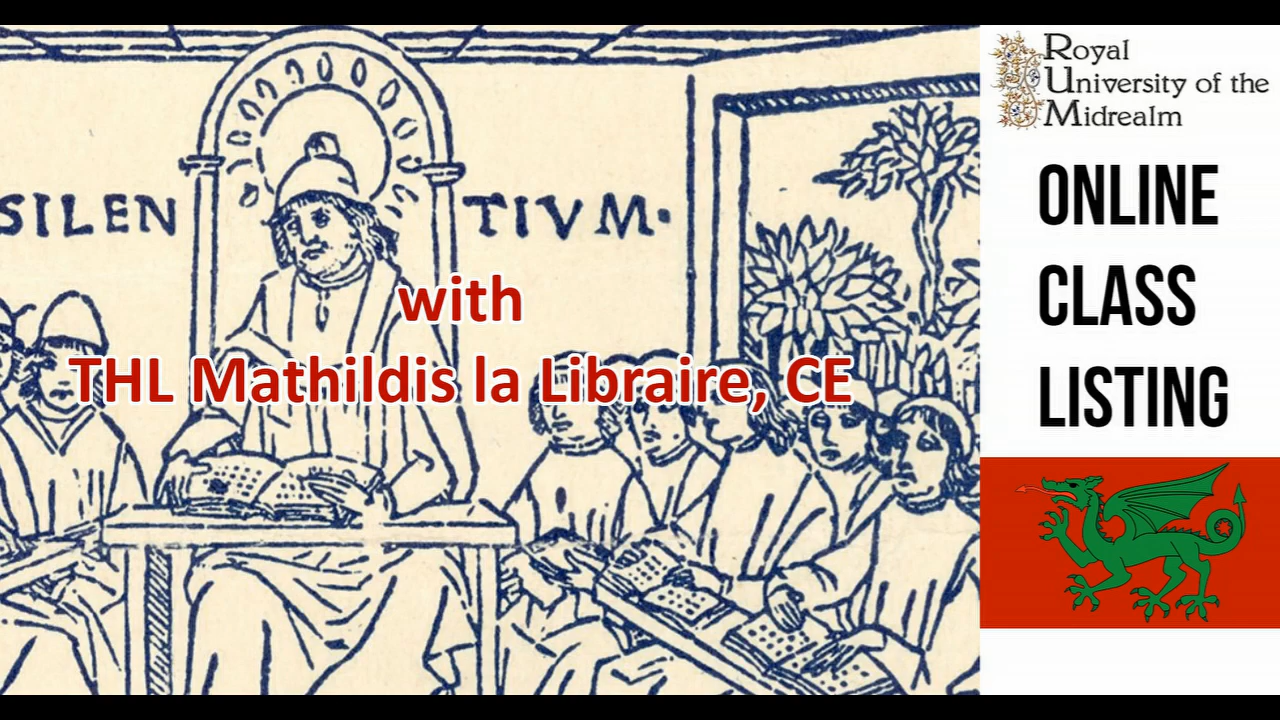 SILEN TIVM·
with
THL Mathildis la Libraire, CE
Royal
University of the
Midrealm
ONLINE
CLASS
LISTING